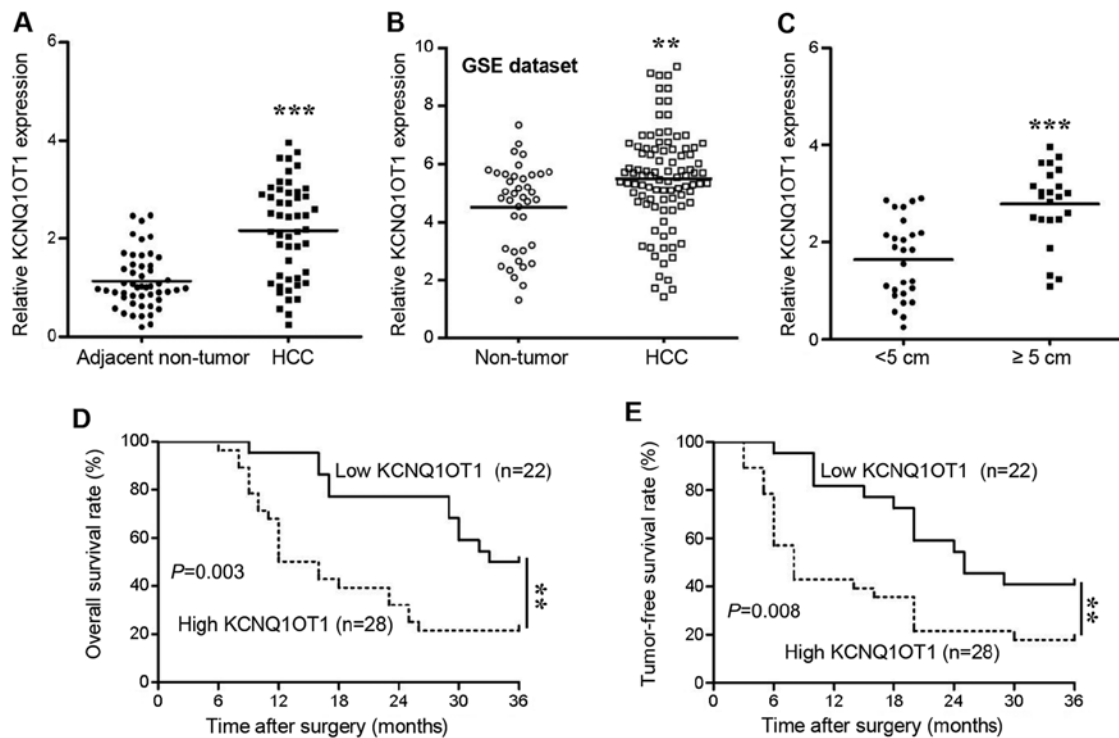 A
Relative KCNQ1OT1 expression
6
4
2
0
***
Adjacent non-tumor
HCC
B
Relative KCNQ1OT1 expression
10
8
6
4
2
0
GSE dataset
**
Non-tumor
HCC
C
Relative KCNQ1OT1 expression
6
4
2
0
***
<5 cm
≥ 5 cm
D
Overall survival rate (%)
100
80
60
40
20
0
Low KCNQ1OT1 (n=22)
P=0.003
High KCNQ1OT1 (n=28)
**
0 6 12 18 24 30 36
Time after surgery (months)
E
Tumor-free survival rate (%)
100
80
60
40
20
0
Low KCNQ1OT1 (n=22)
P=0.008
High KCNQ1OT1 (n=28)
**
0 6 12 18 24 30 36
Time after surgery (months)